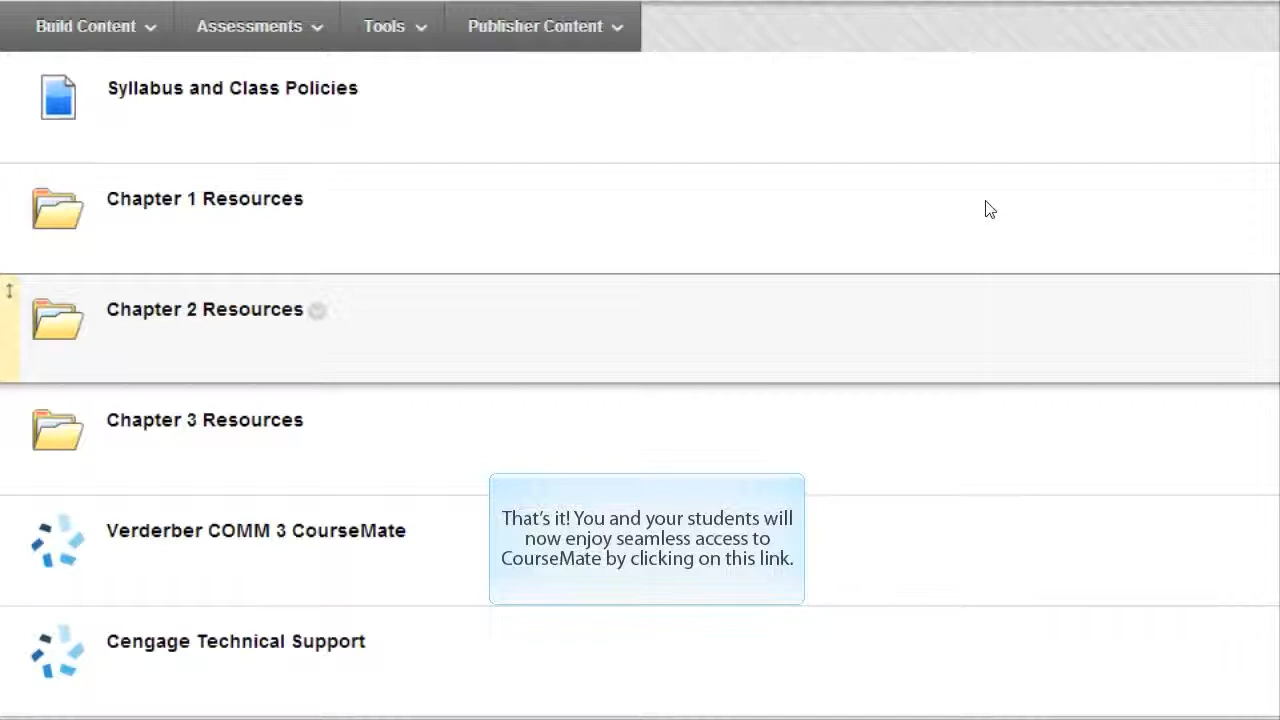 Build Content Assessments Tools Publisher Content
Syllabus and Class Policies
Chapter 1 Resources
Chapter 2 Resources
Chapter 3 Resources
Verderber COMM 3 CourseMate
That's it! You and your students will
now enjoy seamless access to
CourseMate by clicking on this link.
Cengage Technical Support